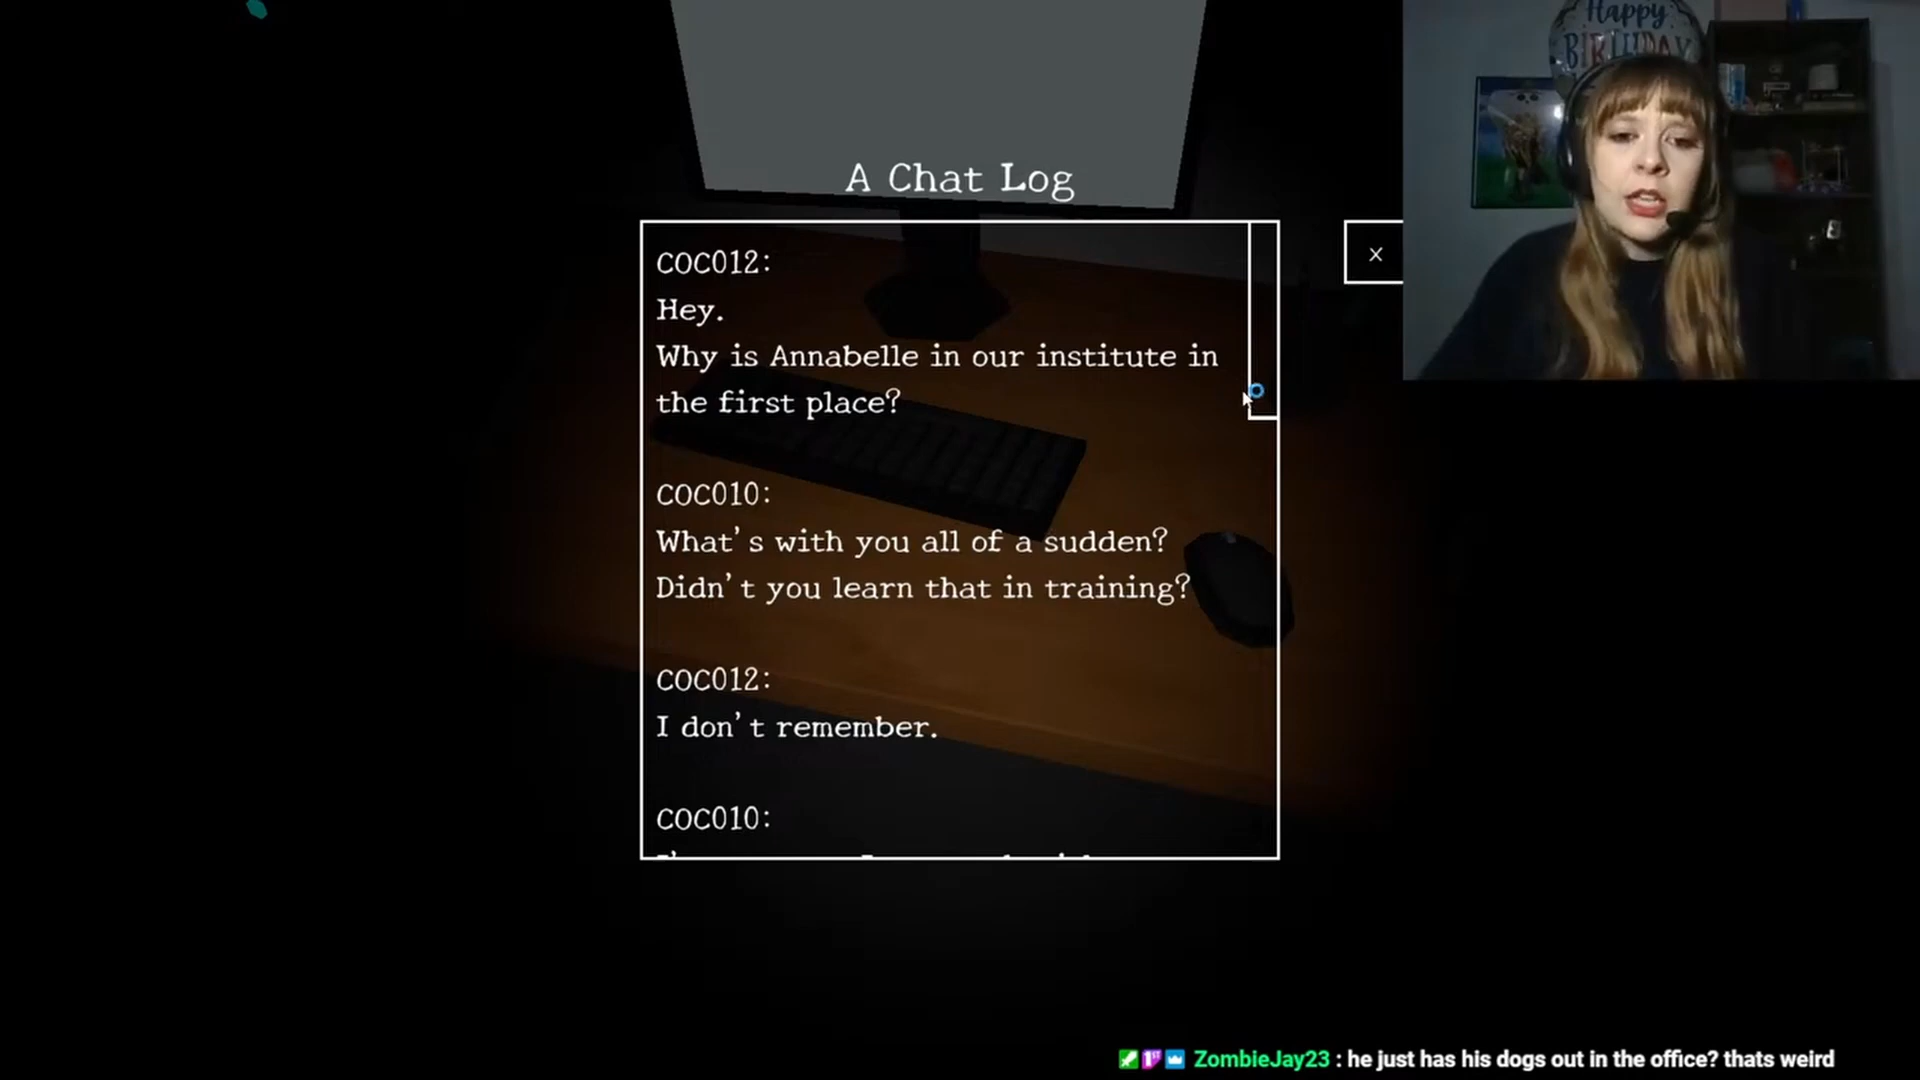 Happy
BIRTHDAY
A Chat Log
COC012:
Hey.
Why is Annabelle in our institute in
the first place?
COC010:
What's with you all of a sudden?
Didn't you learn that in training?
COC012:
I don't remember.
COC010:
x
ZombieJay23 : he just has his dogs out in the office? thats weird